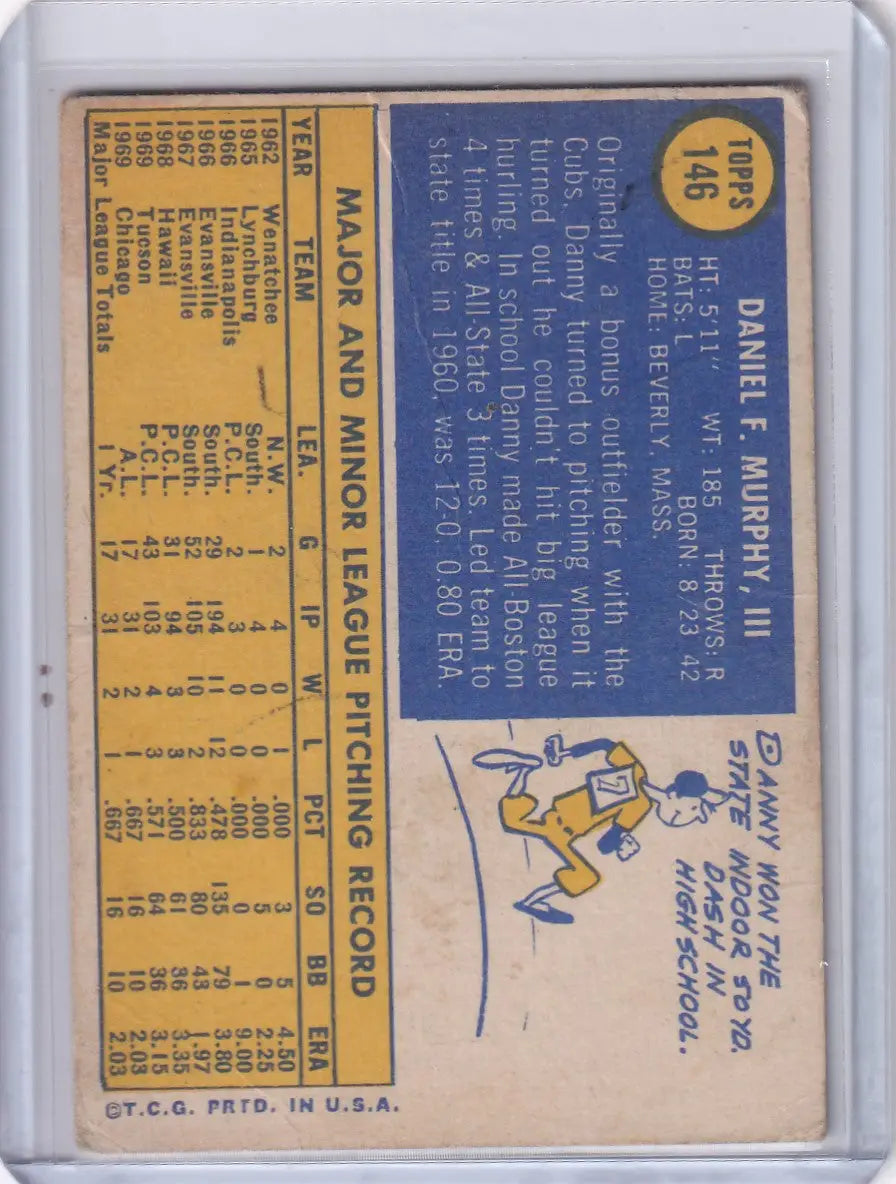 TOPPS
146
DANIEL F. MURPHY, III
HT: 5'11" WT: 185 THROWS: R
BATS: L BORN: 8/23 42
HOME: BEVERLY, MASS.
Originally a bonus outfielder with the
Cubs, Danny turned to pitching when it
turned out he couldn't hit big league
hurling. In school Danny made All-Boston
4 times & All-State 3 times. Led team to
state title in 1960, was 12-0, 0.80 ERA.
DANNY WON THE
STATE INDOOR 50 YD.
DASH IN
HIGH SCHOOL.
7
MAJOR AND MINOR LEAGUE PITCHING RECORD
YEAR TEAM LEA. G IP W L PCT SO BB ERA
1962 Wenatchee N.W. 2 4 0 1 .000 3 5 4.50
1965 Lynchburg South. 1 4 0 0 .000 5 0 2.25
1966 Indianapolis P.C.L. 2 3 0 0 .000 0 1 9.00
1966 Evansville South. 29 194 11 12 .478 135 79 3.80
1967 Evansville South. 52 105 10 2 .833 80 43 1.97
1968 Hawaii P.C.L. 31 94 3 3 .500 61 36 3.35
1969 Tucson P.C.L. 43 103 4 3 .571 64 36 3.15
1969 Chicago A.L. 17 31 2 1 .667 16 10 2.03
Major League Totals 1 Yr. 17 31 2 1 .667 16 10 2.03
©T.C.G. PRTD. IN U.S.A.